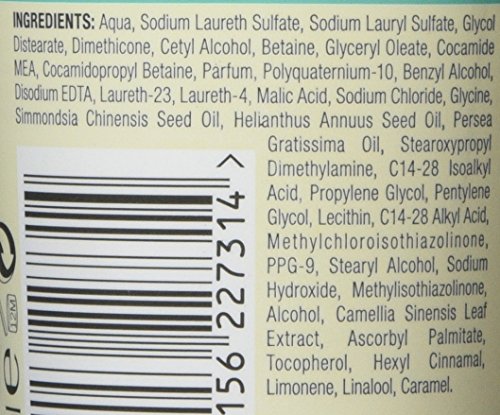 INGREDIENTS: Aqua, Sodium Laureth Sulfate, Sodium Lauryl Sulfate, Glycol
Distearate, Dimethicone, Cetyl Alcohol, Betaine, Glyceryl Oleate, Cocamide
MEA, Cocamidopropyl Betaine, Parfum, Polyquaternium-10, Benzyl Alcohol,
Disodium EDTA, Laureth-23, Laureth-4, Malic Acid, Sodium Chloride, Glycine,
Simmondsia Chinensis Seed Oil, Helianthus Annuus Seed Oil, Persea
Gratissima Oil, Stearoxypropyl
Dimethylamine, C14-28 Isoalkyl
Acid, Propylene Glycol, Pentylene
Glycol, Lecithin, C14-28 Alkyl Acid,
Methylchloroisothiazolinone,
PPG-9, Stearyl Alcohol, Sodium
Hydroxide, Methylisothiazolinone,
Alcohol, Camellia Sinensis Leaf
Extract, Ascorbyl Palmitate,
Tocopherol, Hexyl Cinnamal,
Limonene, Linalool, Caramel.
156 227314 >
12M